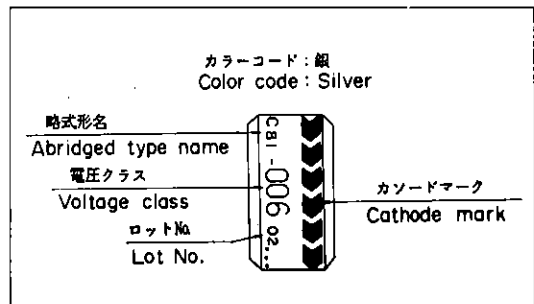 カラーコード：銀
Color code : Silver
略式形名
Abridged type name
電圧クラス
Voltage class
ロットNo.
Lot No.
C81-006 02...
カソードマーク
Cathode mark